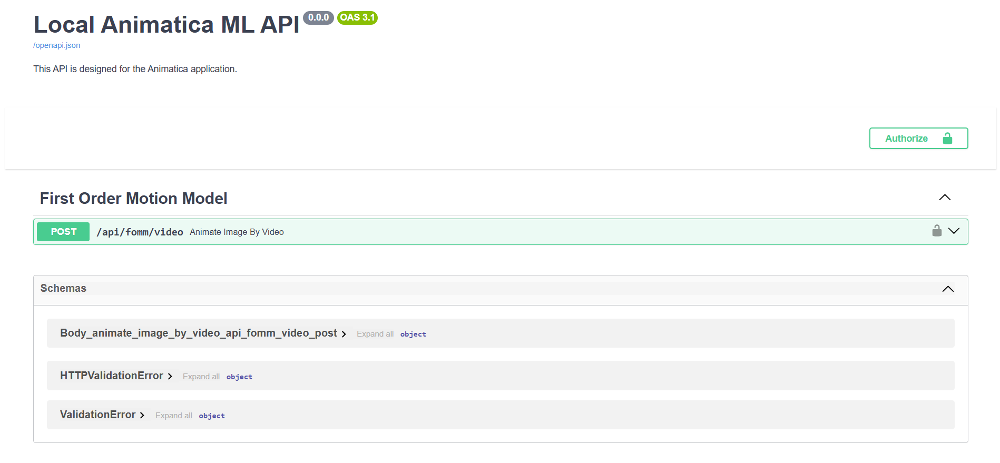 Local Animatica ML API 0.0.0 OAS 3.1
/openapi.json
This API is designed for the Animatica application.
Authorize
First Order Motion Model
POST /api/fomm/video Animate Image By Video
Schemas
Body_animate_image_by_video_api_fomm_video_post Expand all object
HTTPValidationError Expand all object
ValidationError Expand all object